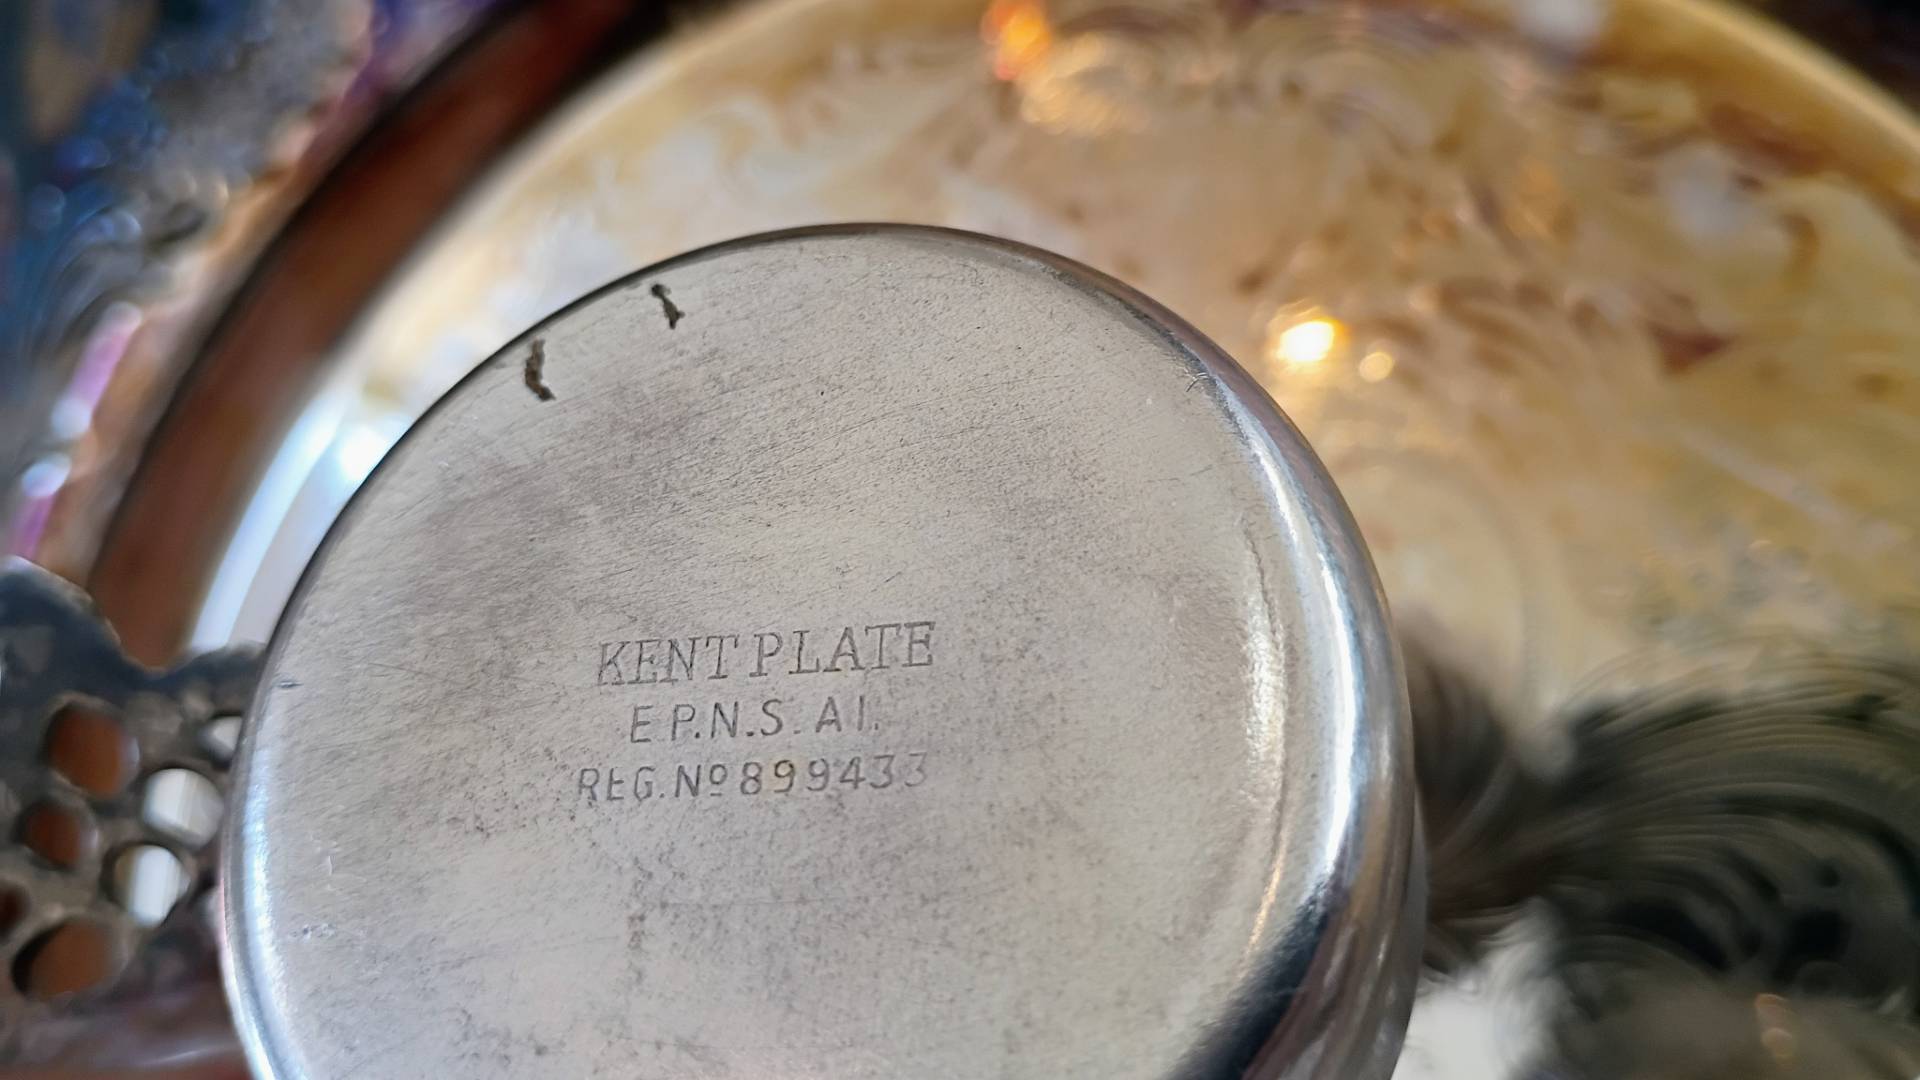 KENT PLATE
E.P.N.S. A1.
REG. Nº 899433